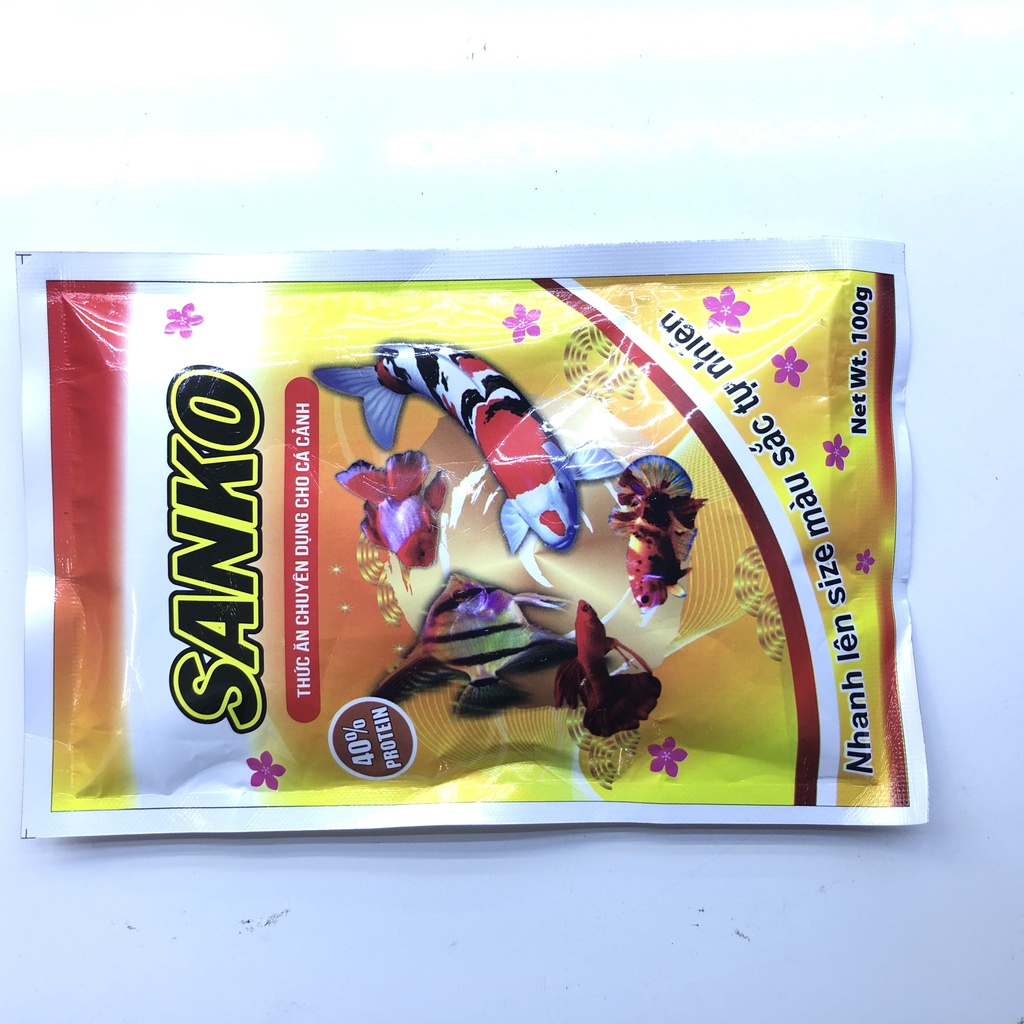 SANKO
THỨC ĂN CHUYÊN DỤNG CHO CÁ CẢNH
40%
PROTEIN
Nhanh lên size màu sắc tự nhiên
Net Wt. 100g